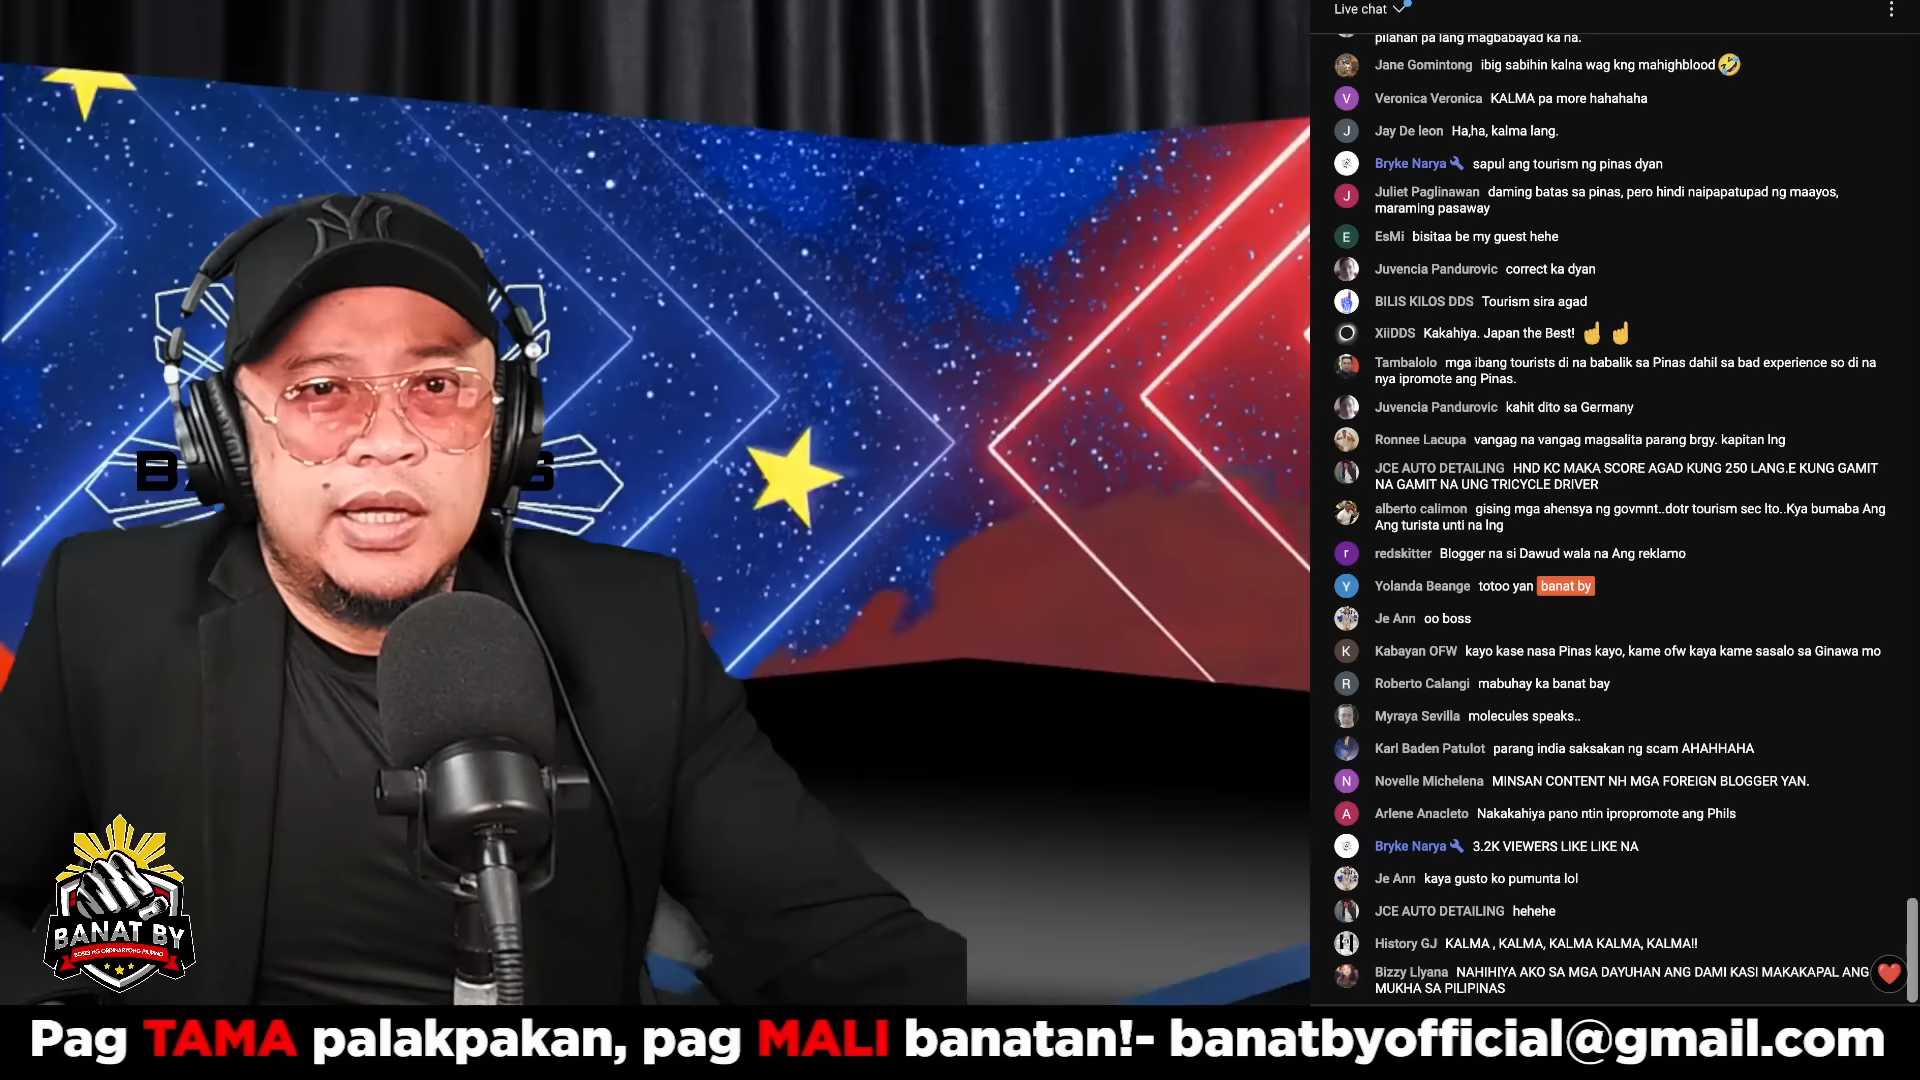 Live chat
pilahan pa lang magbabayad ka na.
Jane Gomintong ibig sabihin kalna wag kng mahighblood
V Veronica Veronica KALMA pa more hahahaha
J Jay De leon Ha,ha, kalma lang.
Bryke Narya sapul ang tourism ng pinas dyan
J Juliet Paglinawan daming batas sa pinas, pero hindi naipapatupad ng maayos,
maraming pasaway
E EsMi bisitaa be my guest hehe
Juvencia Pandurovic correct ka dyan
BILIS KILOS DDS Tourism sira agad
XiiDDS Kakahiya. Japan the Best!
Tambalolo mga ibang tourists di na babalik sa Pinas dahil sa bad experience so di na
nya ipromote ang Pinas.
Juvencia Pandurovic kahit dito sa Germany
Ronnee Lacupa vangag na vangag magsalita parang brgy. kapitan lng
JCE AUTO DETAILING HND KC MAKA SCORE AGAD KUNG 250 LANG.E KUNG GAMIT
NA GAMIT NA UNG TRICYCLE DRIVER
alberto calimon gising mga ahensya ng govmnt..dotr tourism sec lto..Kya bumaba Ang
Ang turista unti na lng
r redskitter Blogger na si Dawud wala na Ang reklamo
Y Yolanda Beange totoo yan banat by
Je Ann oo boss
K Kabayan OFW kayo kase nasa Pinas kayo, kame ofw kaya kame sasalo sa Ginawa mo
R Roberto Calangi mabuhay ka banat bay
Myraya Sevilla molecules speaks..
Karl Baden Patulot parang india saksakan ng scam AHAHHAHA
N Novelle Michelena MINSAN CONTENT NH MGA FOREIGN BLOGGER YAN.
A Arlene Anacleto Nakakahiya pano ntin ipropromote ang Phils
Bryke Narya 3.2K VIEWERS LIKE LIKE NA
Je Ann kaya gusto ko pumunta lol
JCE AUTO DETAILING hehehe
History GJ KALMA , KALMA, KALMA KALMA, KALMA!!
Bizzy Llyana NAHIHIYA AKO SA MGA DAYUHAN ANG DAMI KASI MAKAKAPAL ANG
MUKHA SA PILIPINAS
NY
B
S
BANAT BY
BOSES NG ORDINARYONG PILIPINO
Pag TAMA palakpakan, pag MALI banatan!- banatbyofficial@gmail.com